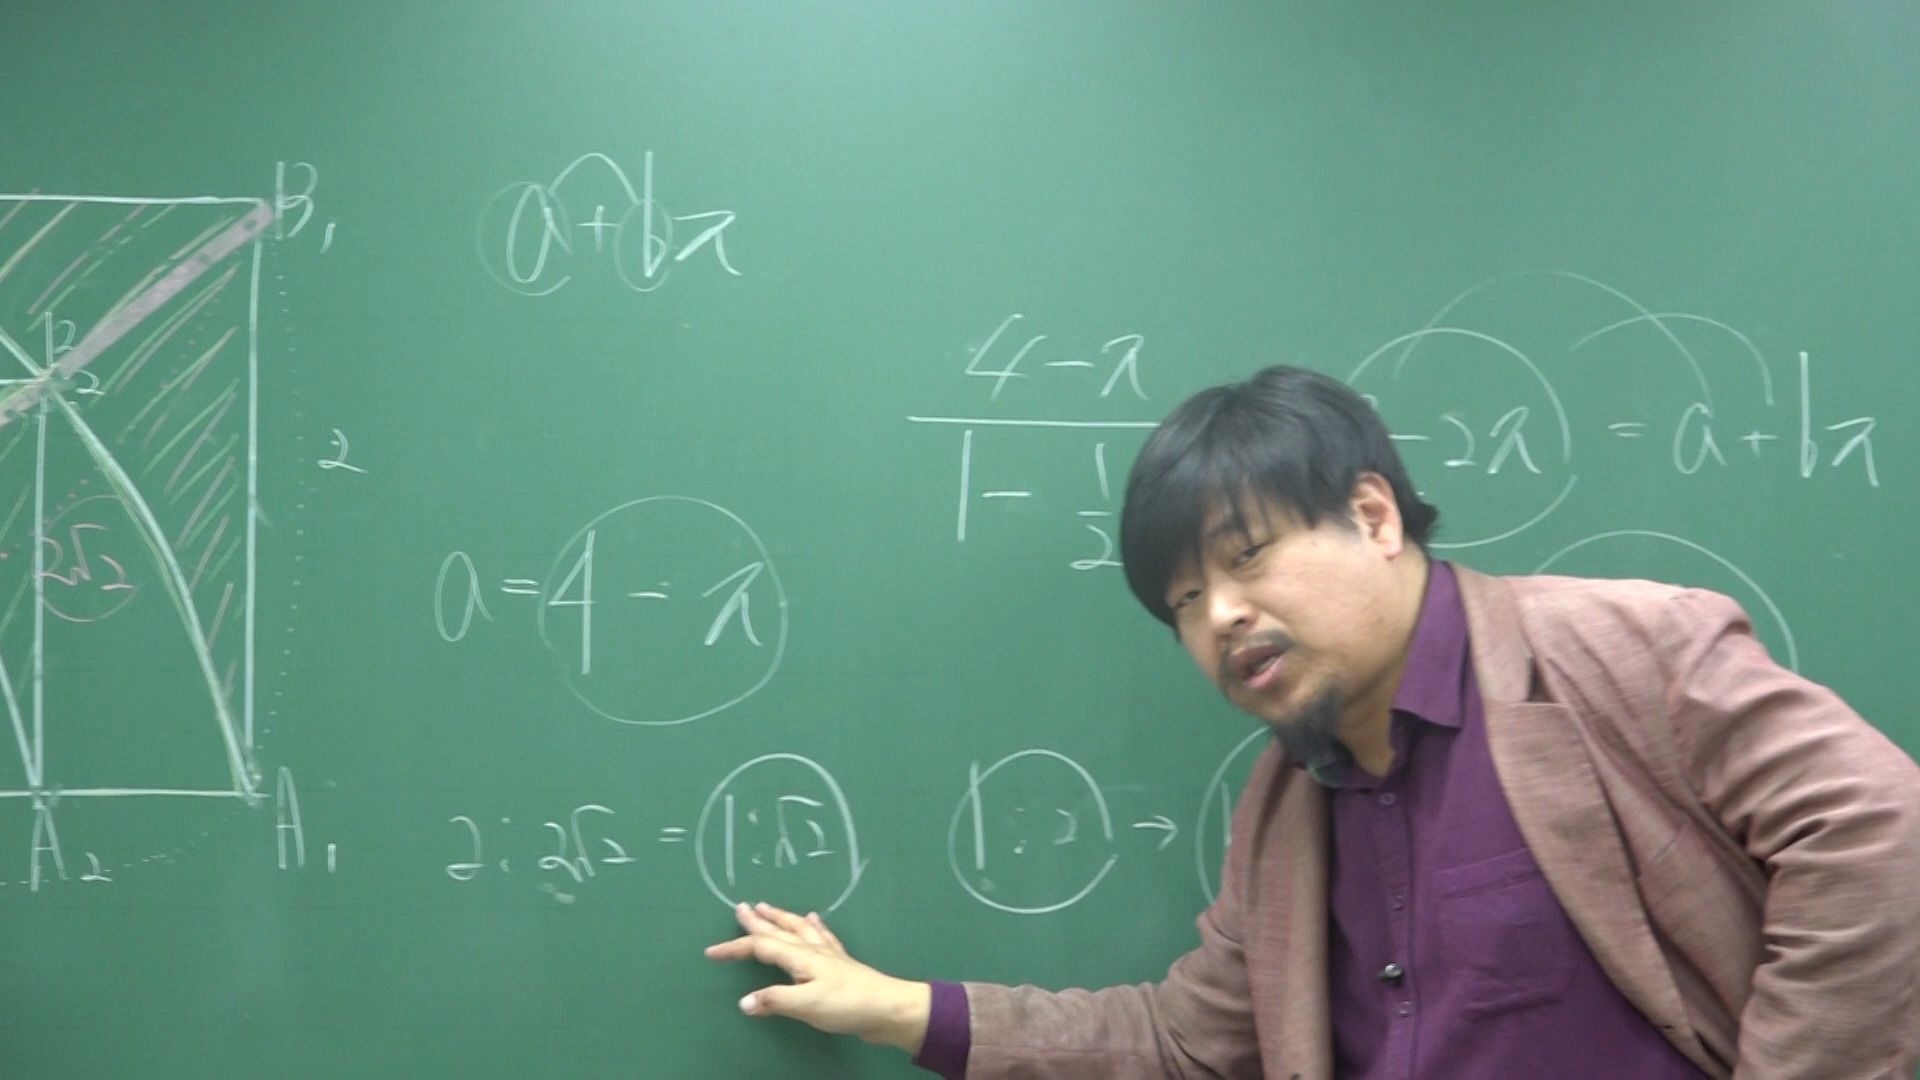 B₁
a+bπ
2
2
2√2
(4-π)/(1-1/2)
-2π = a+bπ
a=4-π
A₂
A₁
2:2√2 = 1:√2
1:2 →